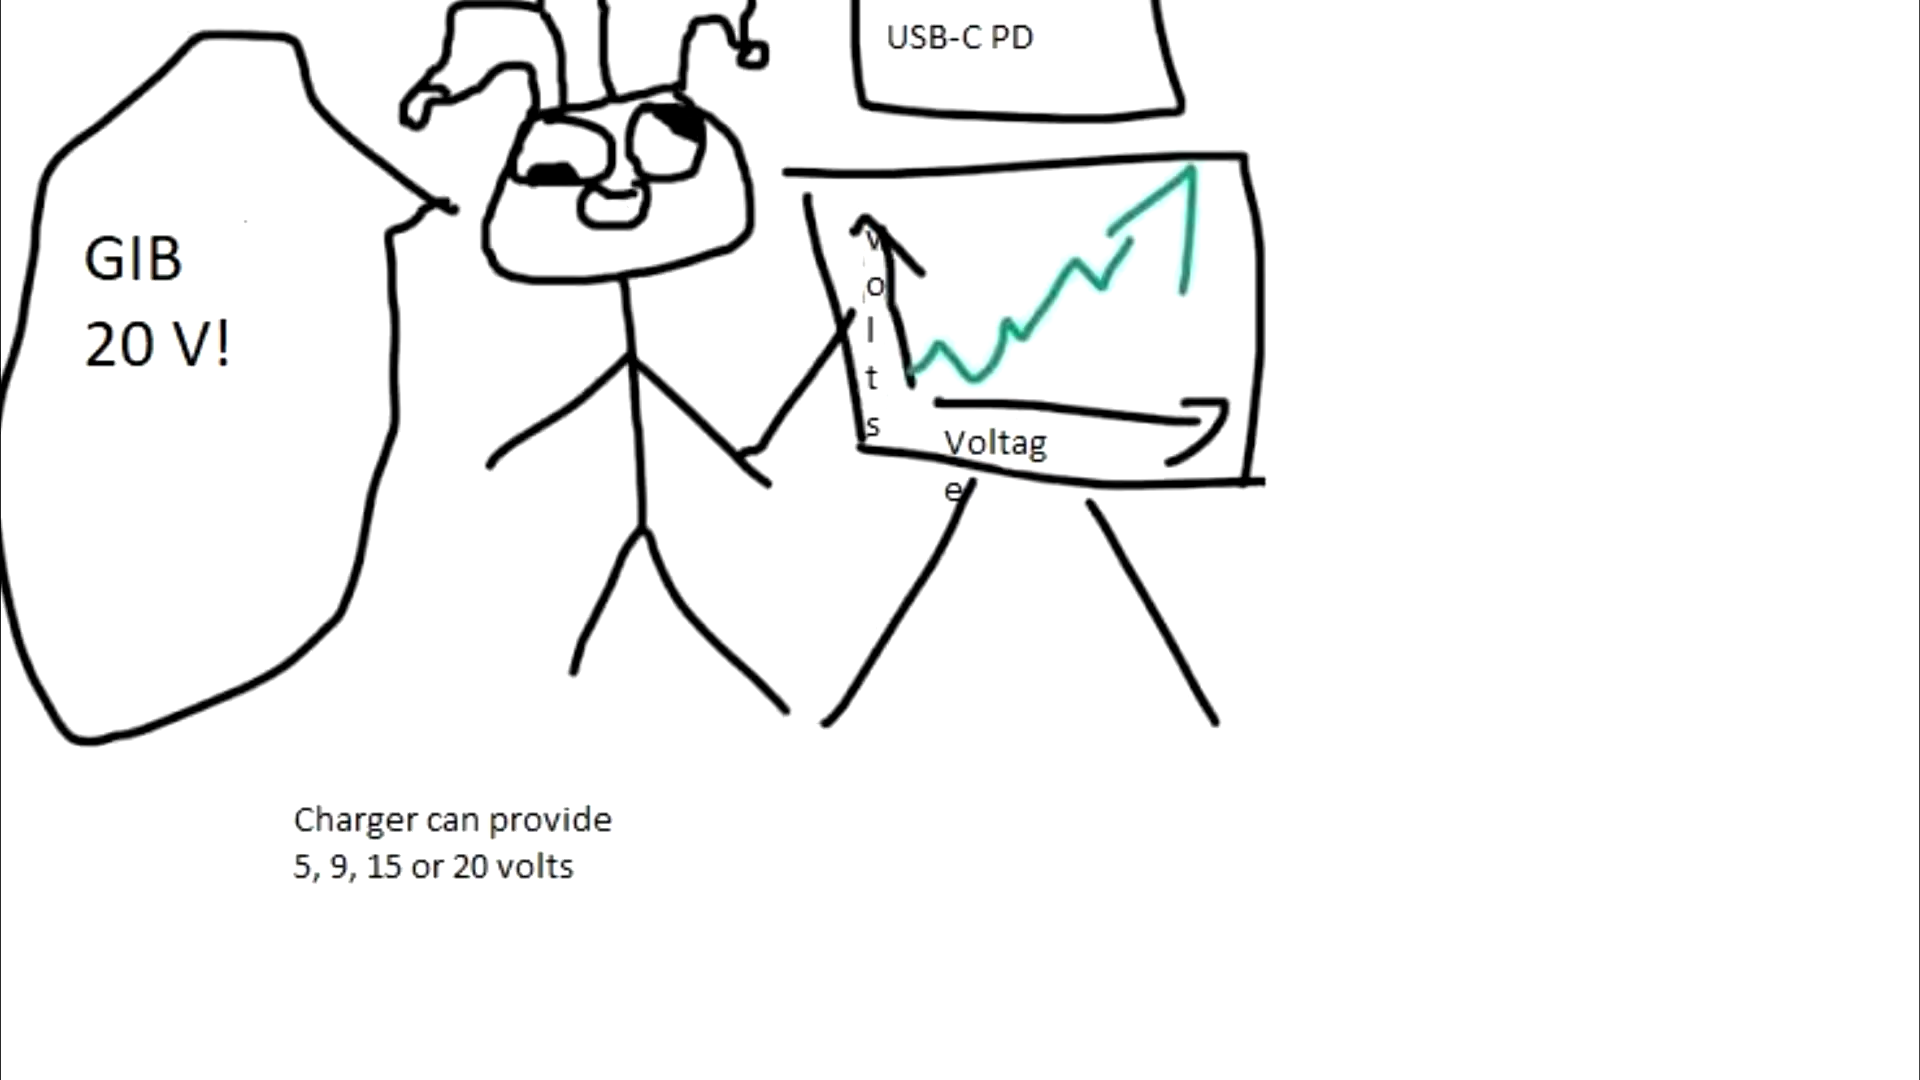 USB-C PD
GIB
20 V!
v
o
l
t
s
Voltag
e
Charger can provide
5, 9, 15 or 20 volts